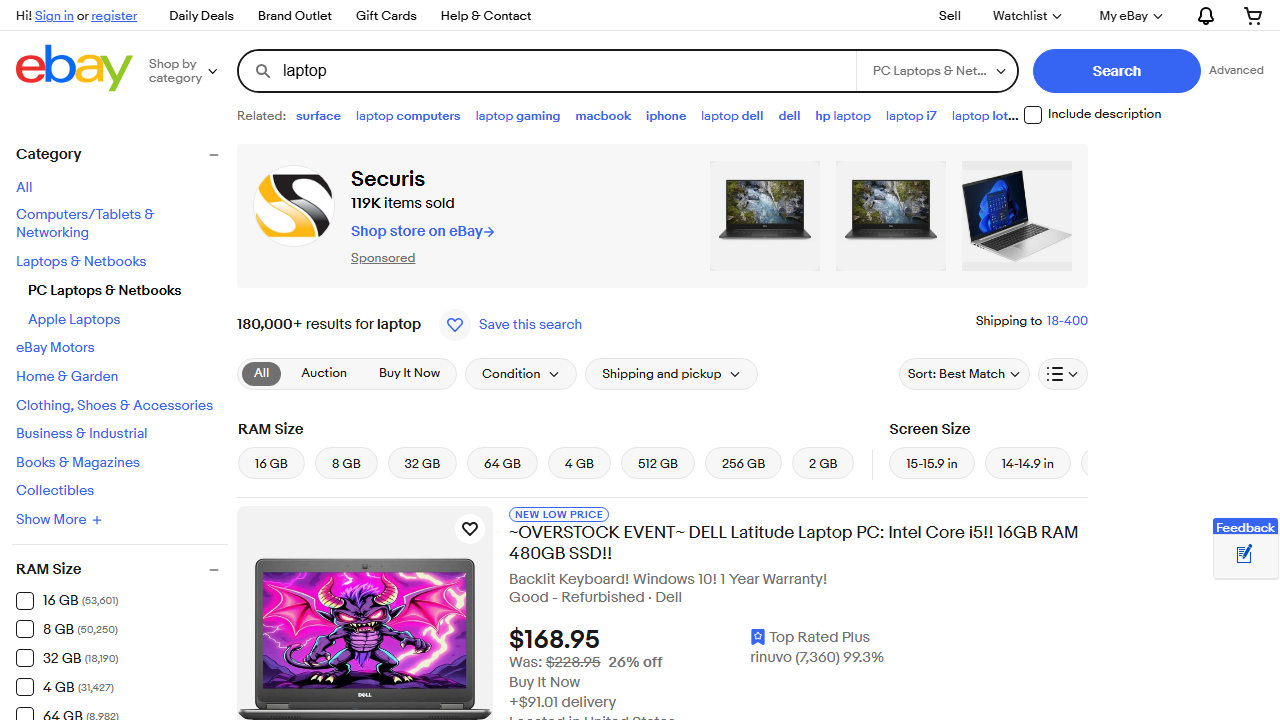 Hi! Sign in or register
Daily Deals
Brand Outlet
Gift Cards
Help & Contact
Sell
Watchlist
My eBay
ebay
Shop by category
laptop
PC Laptops & Net...
Search
Advanced
Related: surface laptop computers laptop gaming macbook iphone laptop dell dell hp laptop laptop i7 laptop lot...
Include description
Category
All
Computers/Tablets & Networking
Laptops & Netbooks
PC Laptops & Netbooks
Apple Laptops
eBay Motors
Home & Garden
Clothing, Shoes & Accessories
Business & Industrial
Books & Magazines
Collectibles
Show More
RAM Size
16 GB (53,601)
8 GB (50,250)
32 GB (18,190)
4 GB (31,427)
64 GB (8,982)
Securis
119K items sold
Shop store on eBay
Sponsored
180,000+ results for laptop
Save this search
Shipping to 18-400
All
Auction
Buy It Now
Condition
Shipping and pickup
Sort: Best Match
RAM Size
16 GB
8 GB
32 GB
64 GB
4 GB
512 GB
256 GB
2 GB
Screen Size
15-15.9 in
14-14.9 in
NEW LOW PRICE
~OVERSTOCK EVENT~ DELL Latitude Laptop PC: Intel Core i5!! 16GB RAM
480GB SSD!!
Backlit Keyboard! Windows 10! 1 Year Warranty!
Good - Refurbished · Dell
$168.95
Was: $228.95 26% off
Buy It Now
+$91.01 delivery
Located in United States
Top Rated Plus
rinuvo (7,360) 99.3%
DELL
Feedback